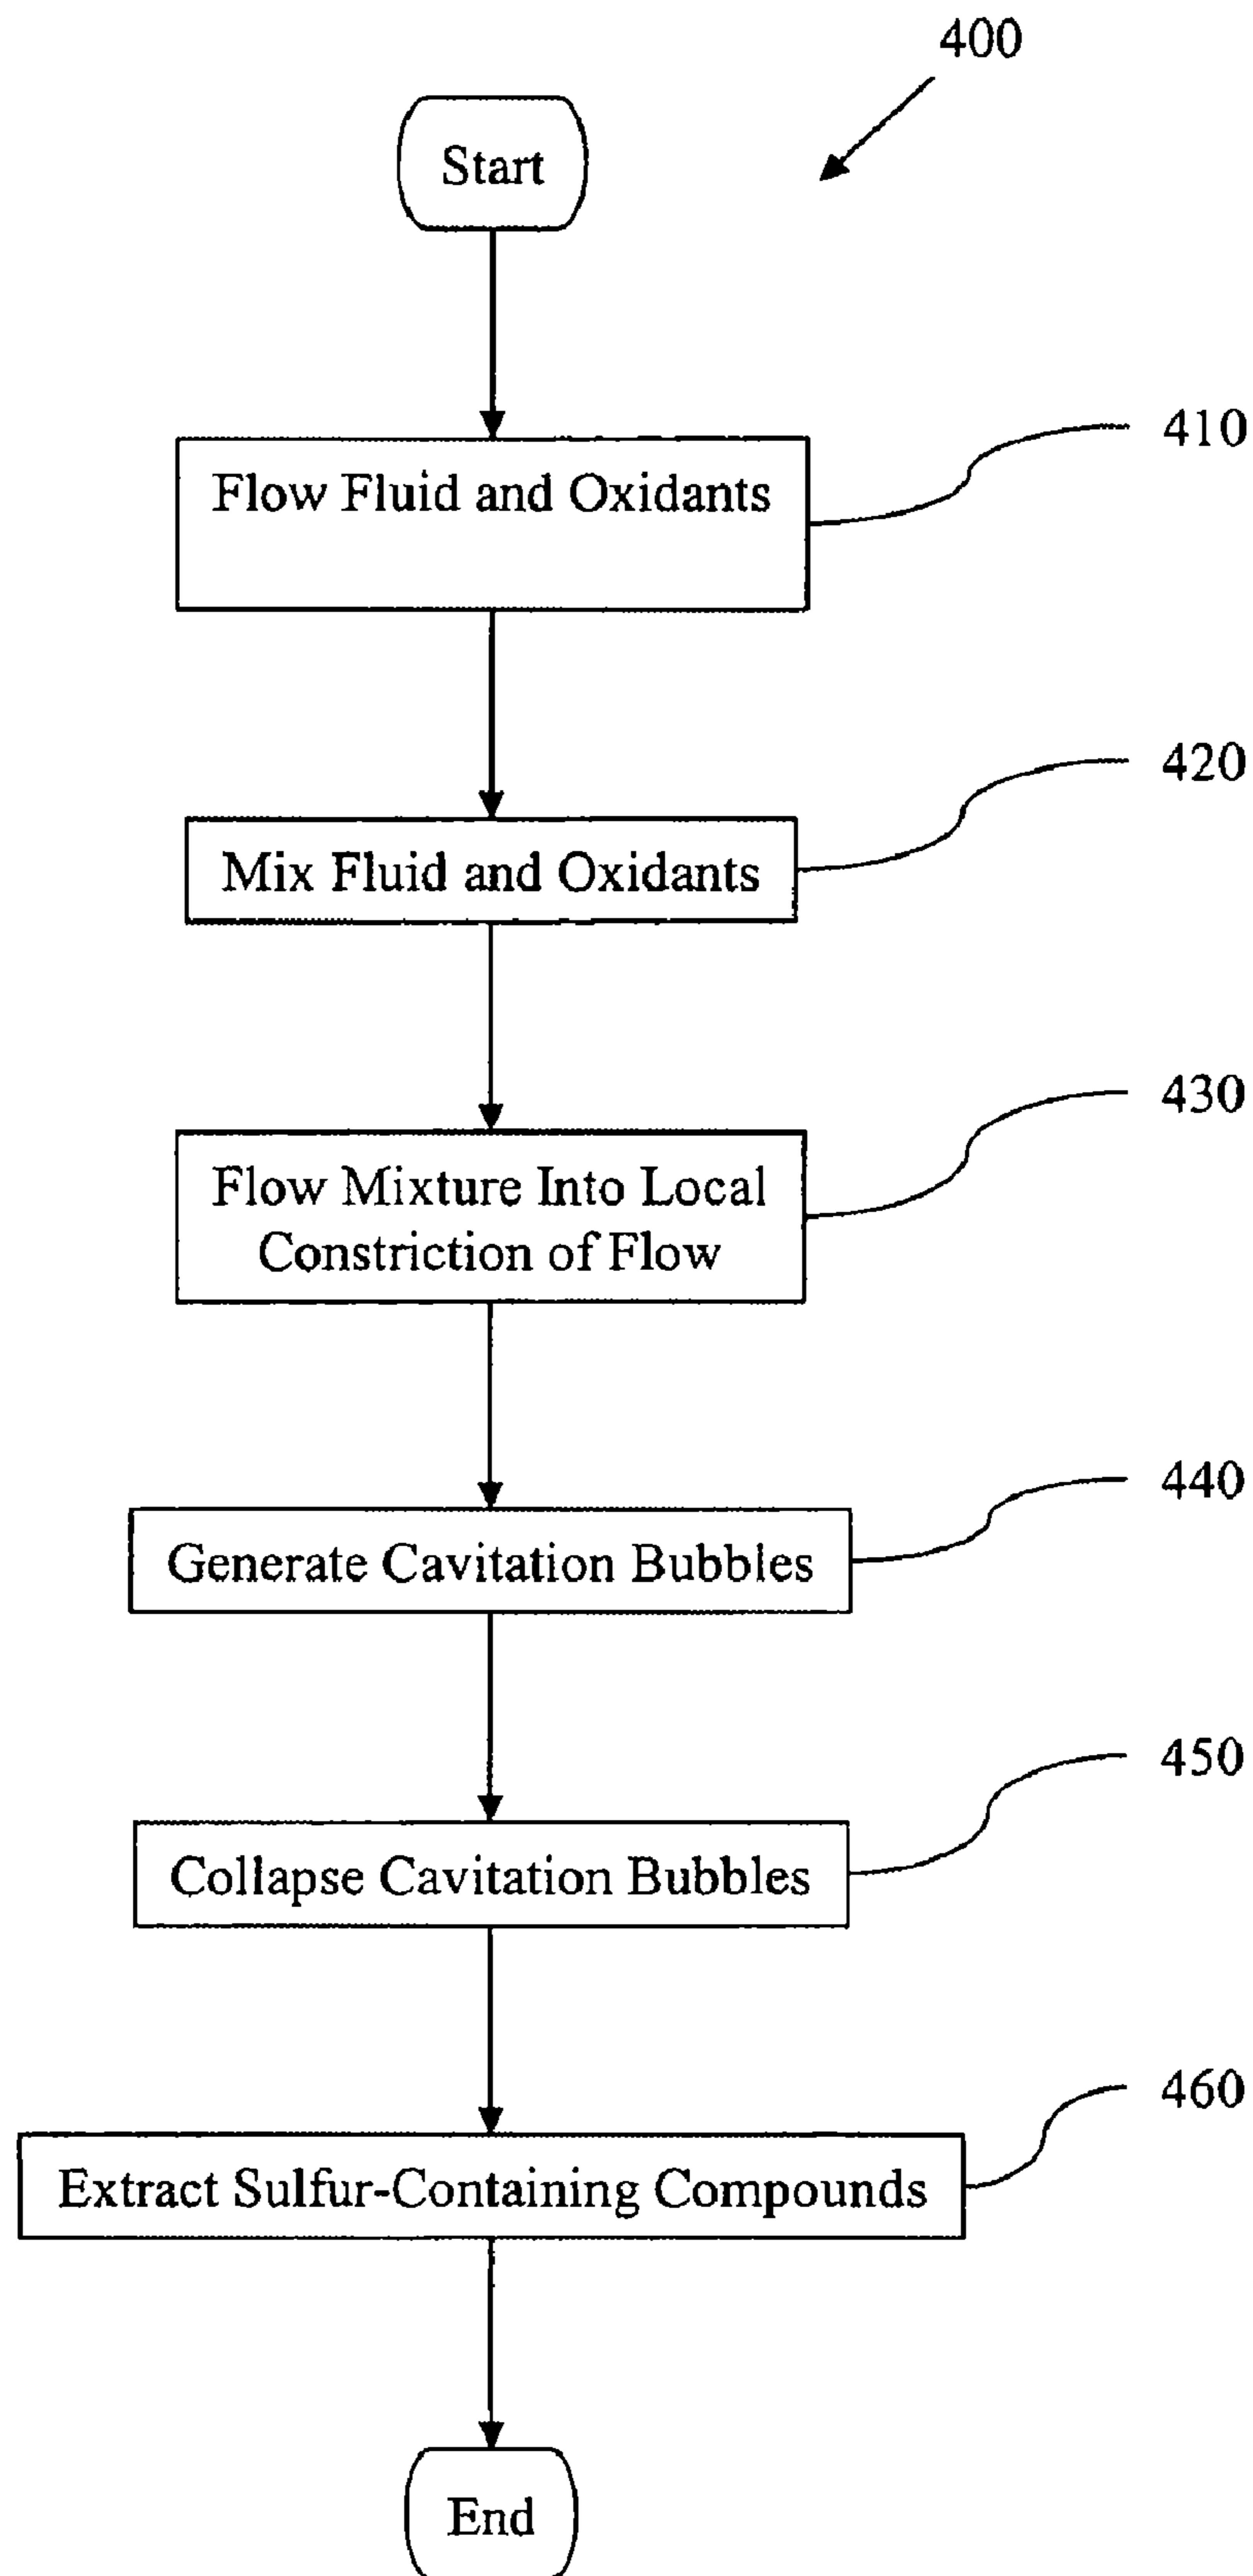 400
Start
410
Flow Fluid and Oxidants
420
Mix Fluid and Oxidants
430
Flow Mixture Into Local
Constriction of Flow
440
Generate Cavitation Bubbles
450
Collapse Cavitation Bubbles
460
Extract Sulfur-Containing Compounds
End